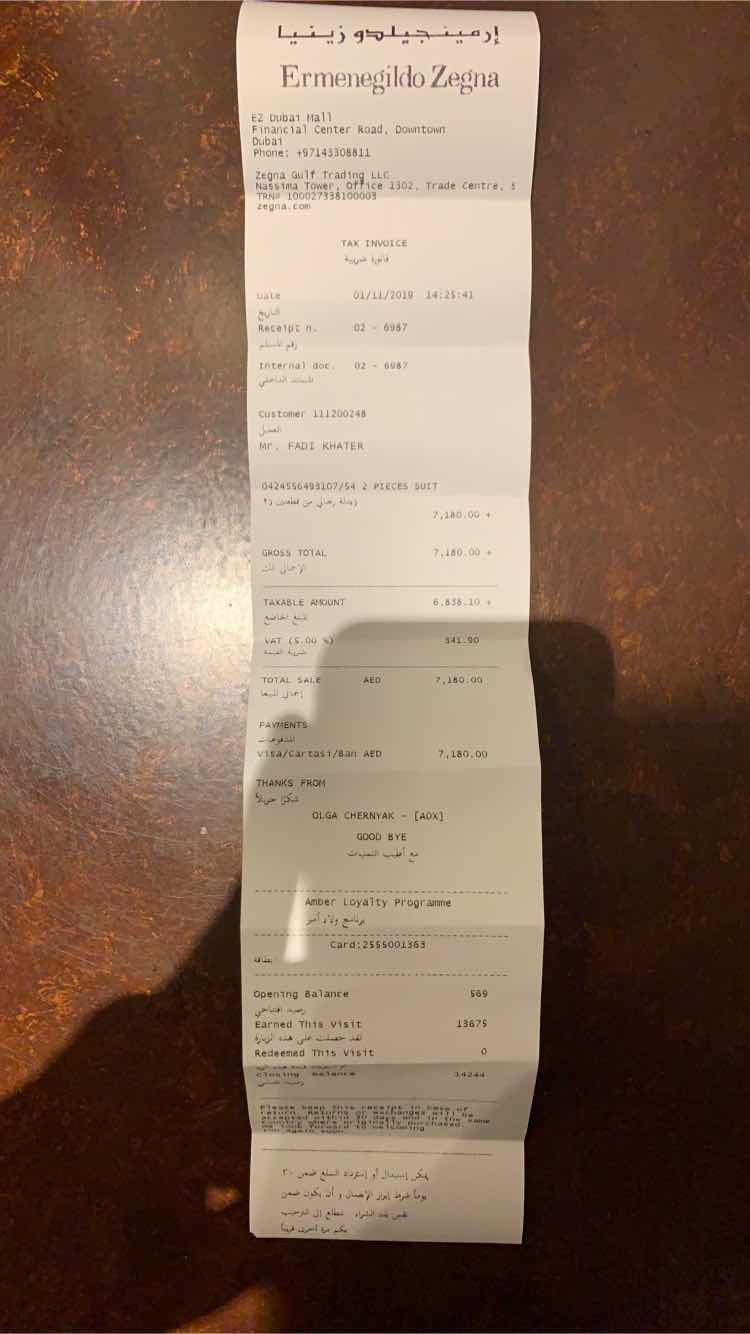 إرمينجيلدو زينيا
Ermenegildo Zegna
EZ Dubai Mall
Financial Center Road, Downtown
Dubai
Phone: +97143308811
Zegna Gulf Trading LLC
Nassima Tower, Office 1302, Trade Centre,
TRN# 100027338100003
zegna.com
TAX INVOICE
فاتورة ضريبية
Date 01/11/2019 14:25:41
التاريخ
Receipt n. 02 - 6987
رقم المستلم
Internal doc. 02 - 6987
المستند الداخلي
Customer 111200248
العميل
Mr. FADI KHATER
0424556493107/54 2 PIECES SUIT
بدلة رجالي من قطعتين
7,180.00 +
GROSS TOTAL 7,180.00 +
الإجمالي
TAXABLE AMOUNT 6,838.10 +
المبلغ الخاضع
VAT (5.00 %) 341.90
ضريبة القيمة
TOTAL SALE AED 7,180.00
إجمالي المبيعا
PAYMENTS
المدفوعات
Visa/Cartasi/Ban AED 7,180.00
THANKS FROM
شكرًا جزيلاً
OLGA CHERNYAK - [AOX]
GOOD BYE
مع أطيب التمنيات
Amber Loyalty Programme
برنامج ولاء أمبر
Card:2555001363
بطاقة
Opening Balance 569
رصيد افتتاحي
Earned This Visit 13675
لقد حصلت على هذه الزيارة
Redeemed This Visit 0
Closing Balance 14244
Please keep this receipt in case of
return. Returns or exchanges will be
accepted within 30 days and in the same
country where originally purchased.
We look forward to welcoming
you again soon.
يمكن إستبدال أو إسترداد السلع ضمن ٣٠
يوماً شرط إبراز الإيصال و أن يكون ضمن
نفس بلد الشراء نتطلع إلى الترحيب
بكم مرة أخرى قريباً